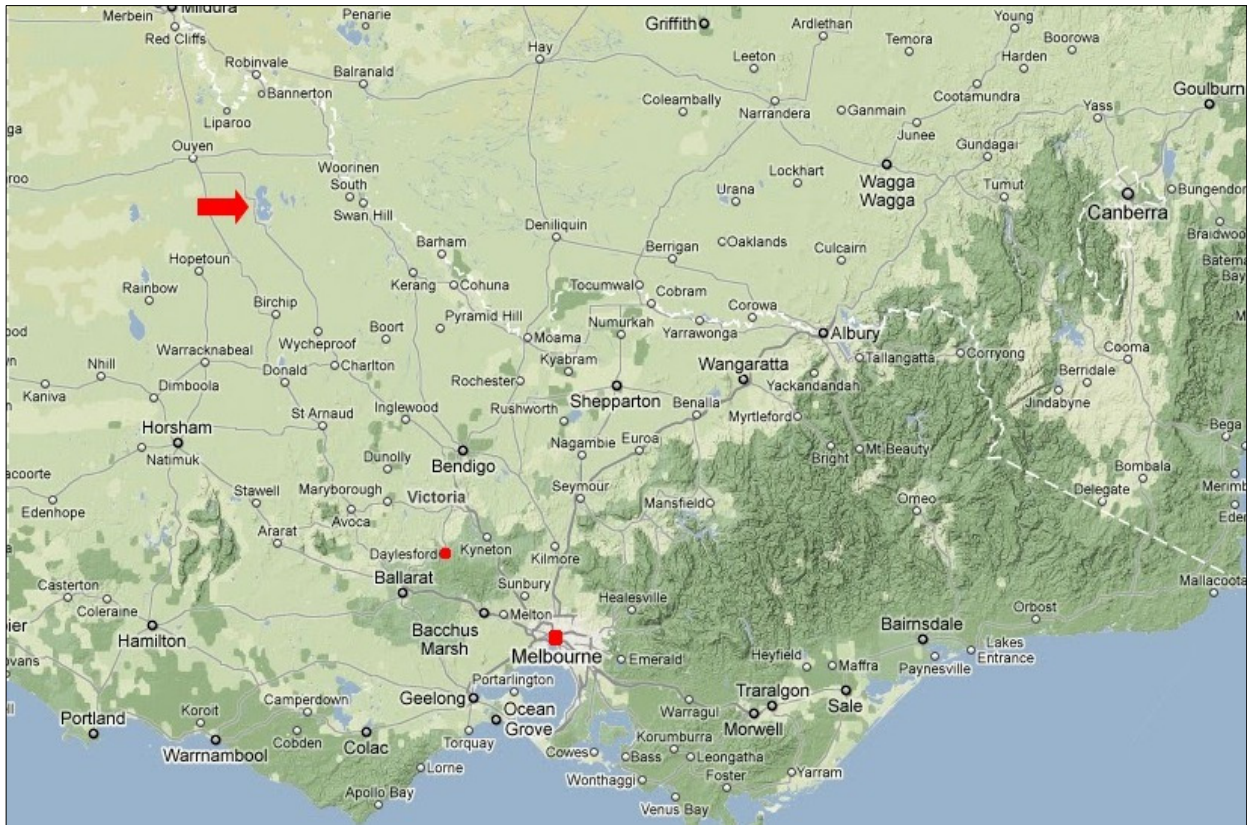 Mildura
Merbein
Red Cliffs
Penarie
Griffith
Ardlethan
Young
Boorowa
Temora
Harden
Hay
Leeton
Robinvale
Balranald
Bannerton
Coleambally
Narrandera
Ganmain
Cootamundra
Goulburn
Yass
Liparoo
Junee
Gundagai
Ouyen
Woorinen
South
Swan Hill
Lockhart
Urana
Wagga
Wagga
Tumut
Bungendor
Canberra
Deniliquin
Barham
Berrigan
Oaklands
Culcairn
Braidwoo
Batema
Bay
Hopetoun
Rainbow
Kerang
Cohuna
Tocumwal
Cobram
Corowa
Birchip
Boort
Pyramid Hill
Moama
Numurkah
Yarrawonga
Albury
Wycheproof
Kyabram
Warracknabeal
Nhill
Donald
Charlton
Wangaratta
Tallangatta
Corryong
Cooma
Kaniva
Dimboola
Rochester
Shepparton
Yackandandah
Berridale
Jindabyne
St Arnaud
Inglewood
Rushworth
Benalla
Myrtleford
Horsham
Natimuk
Bendigo
Nagambie
Euroa
Bright
Mt Beauty
Bega
Dunolly
Bombala
acoorte
Edenhope
Stawell
Maryborough
Victoria
Seymour
Mansfield
Omeo
Delegate
Merimb
Eden
Ararat
Avoca
Daylesford
Kyneton
Kilmore
Casterton
Coleraine
Ballarat
Sunbury
Healesville
Mallacoota
Orbost
Hamilton
Bacchus
Marsh
Melton
Melbourne
Emerald
Bairnsdale
Lakes
Entrance
Paynesville
Heyfield
Maffra
Portarlington
Geelong
Ocean
Grove
Traralgon
Sale
Camperdown
Koroit
Portland
Warrnambool
Cobden
Colac
Torquay
Warragul
Morwell
Korumburra
Cowes
Bass
Leongatha
Lorne
Wonthaggi
Foster
Yarram
Apollo Bay
Venus Bay